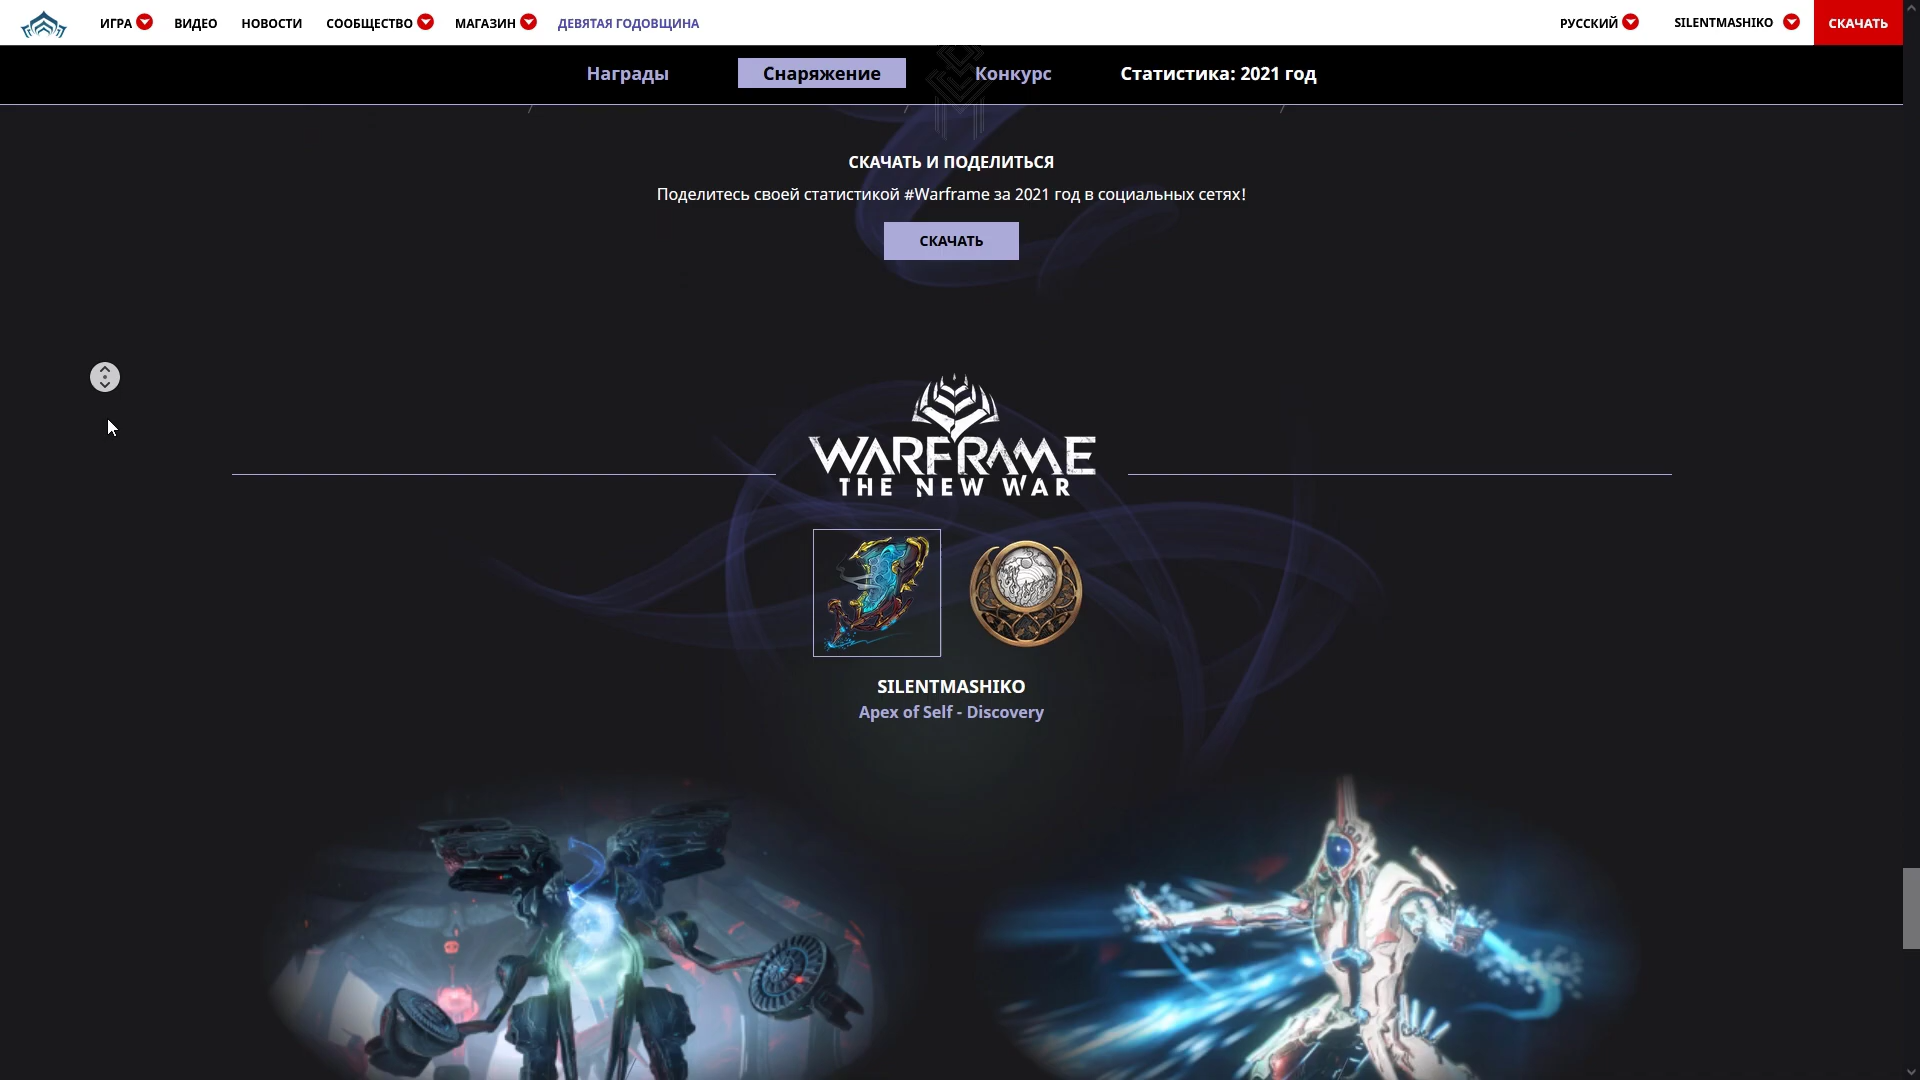 ИГРА ВИДЕО НОВОСТИ СООБЩЕСТВО МАГАЗИН ДЕВЯТАЯ ГОДОВЩИНА РУССКИЙ SILENTMASHIKO СКАЧАТЬ
Награды Снаряжение Конкурс Статистика: 2021 год
СКАЧАТЬ И ПОДЕЛИТЬСЯ
Поделитесь своей статистикой #Warframe за 2021 год в социальных сетях!
СКАЧАТЬ
WARFRAME
THE NEW WAR
SILENTMASHIKO
Apex of Self - Discovery